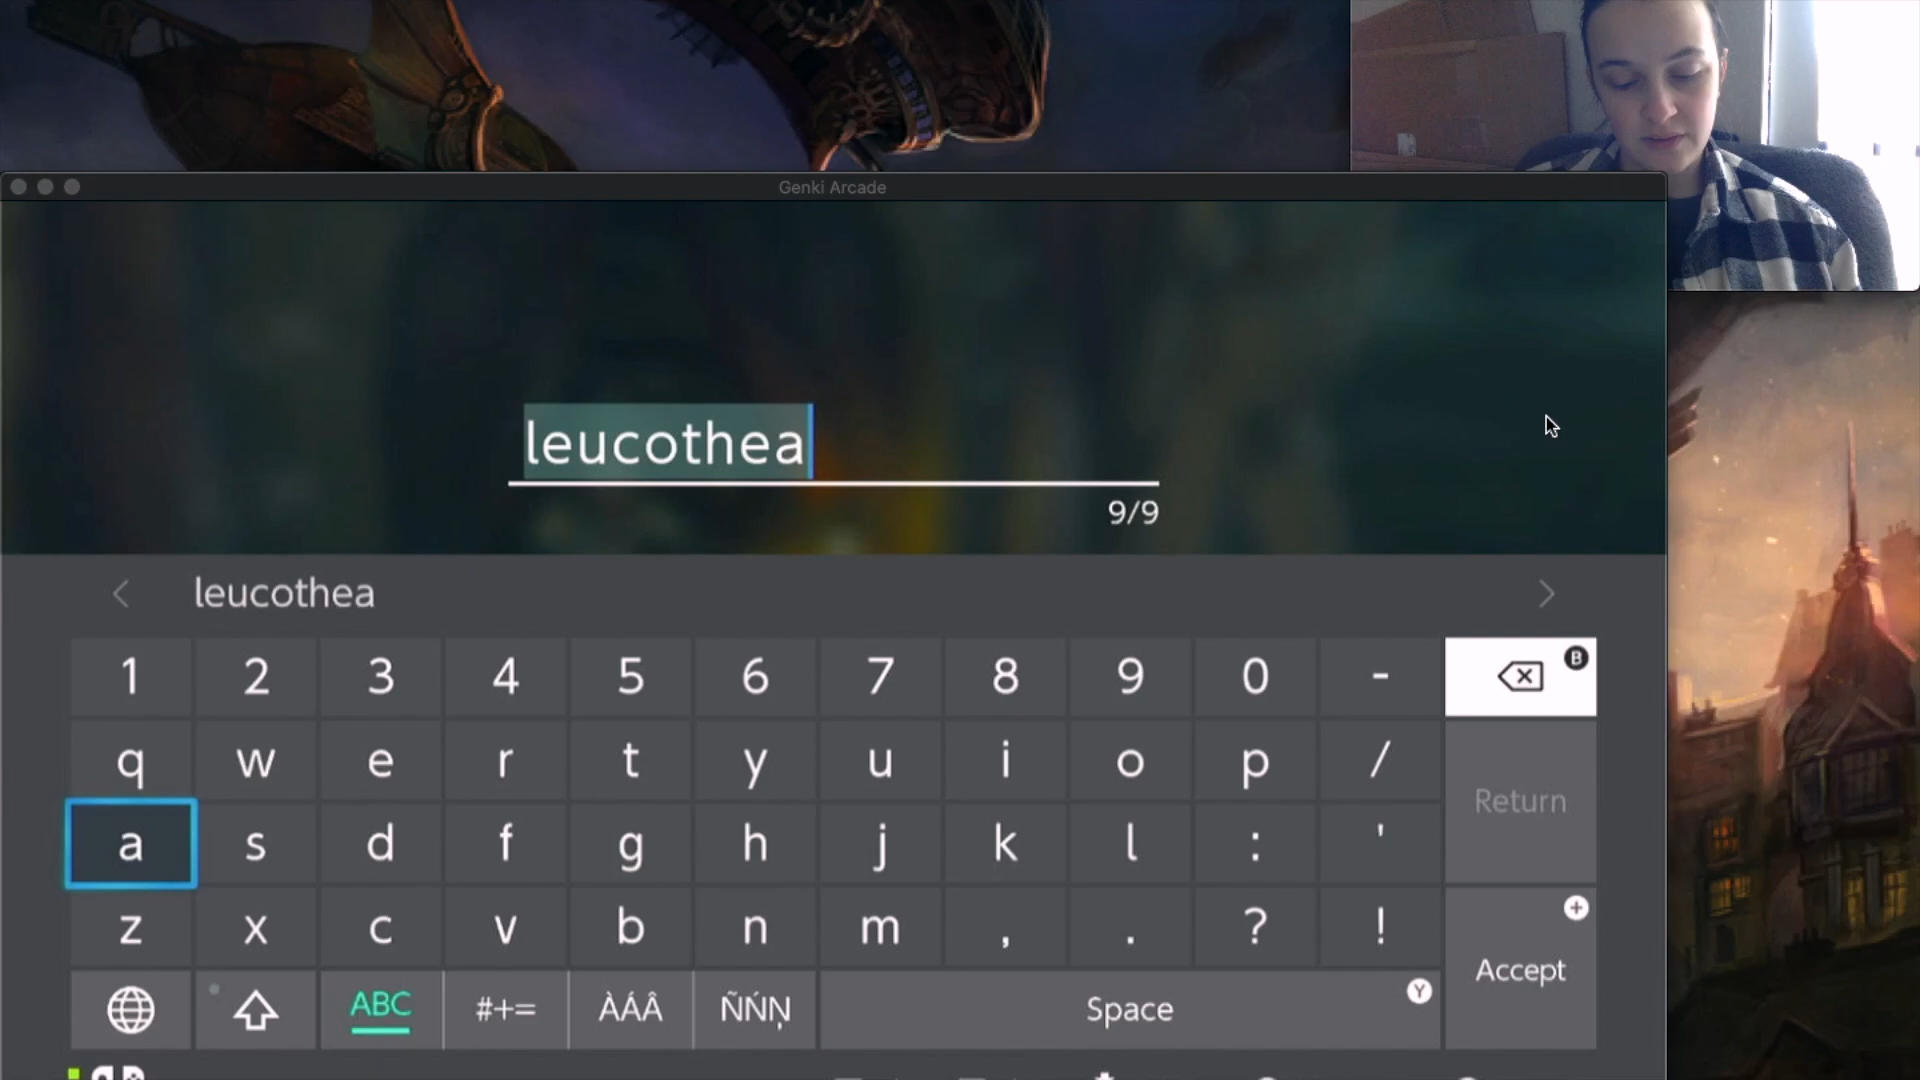 Genki Arcade
leucothea
9/9
< leucothea >
1 2 3 4 5 6 7 8 9 0 - B
q w e r t y u i o p /
Return
a s d f g h j k l : '
z x c v b n m , . ? ! +
Accept
ABC #+= ÀÁÂ ÑŃŅ Space Y